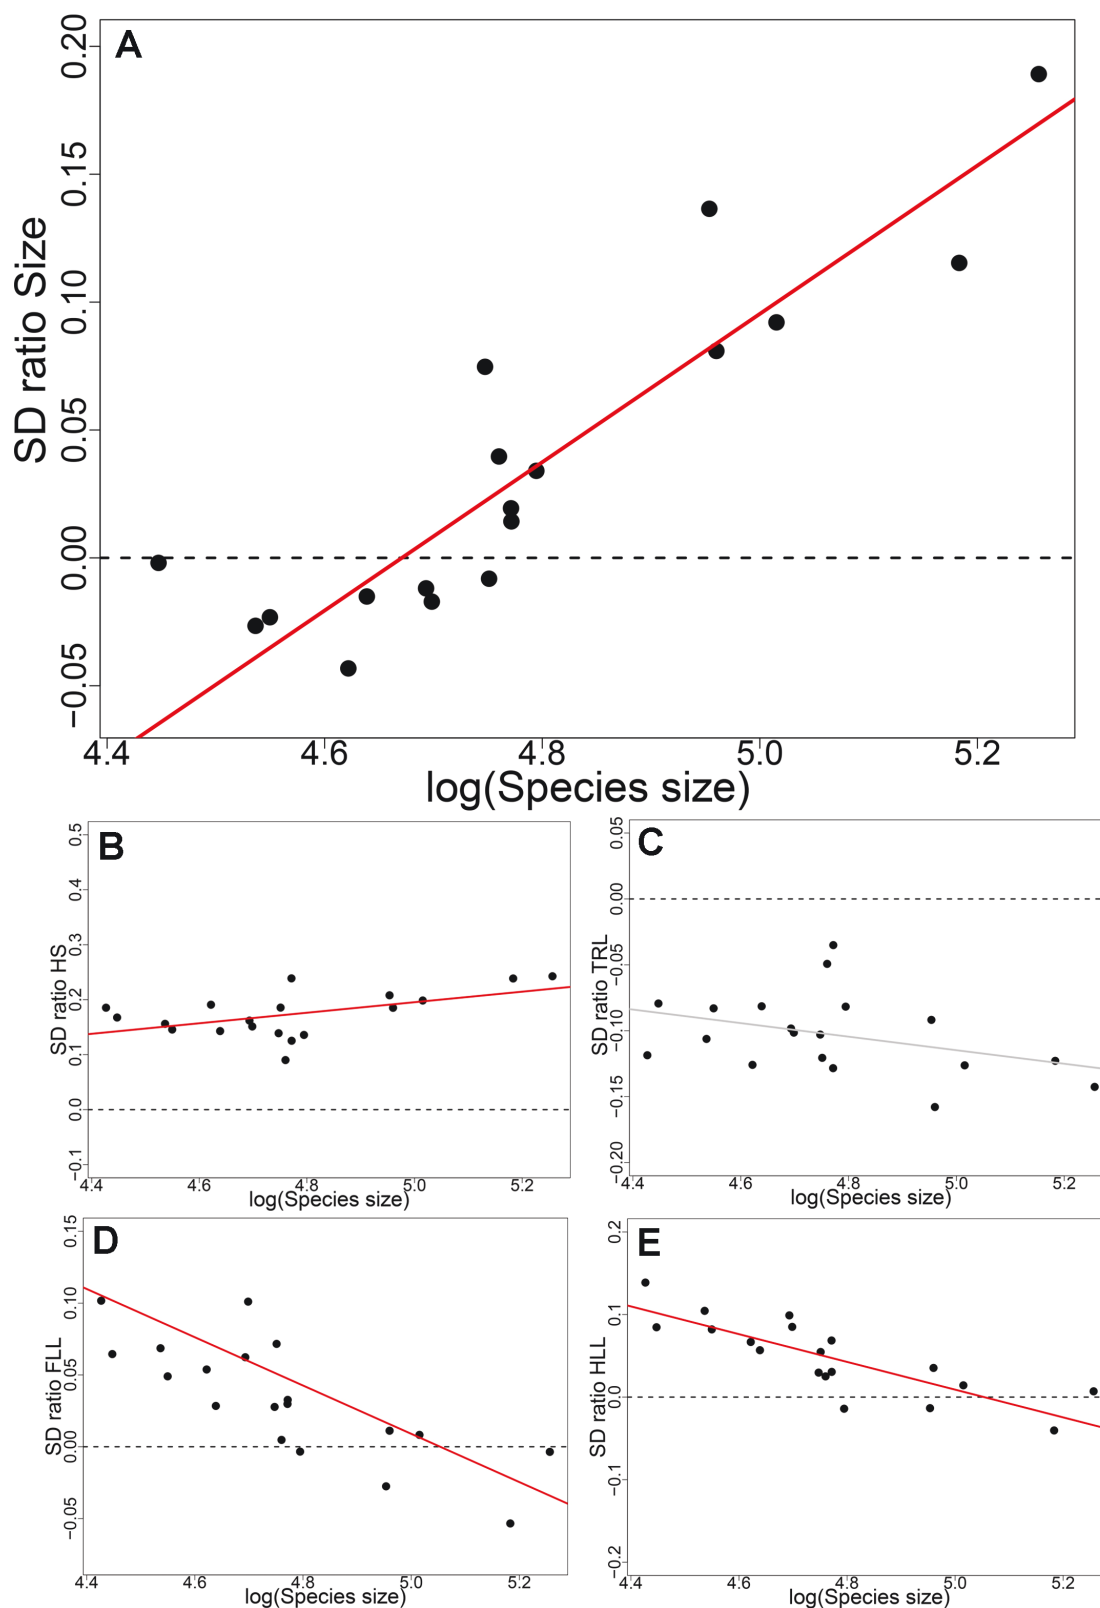 A
SD ratio Size
0.20
0.15
0.10
0.05
0.00
−0.05
4.4 4.6 4.8 5.0 5.2
log(Species size)
B
SD ratio HS
0.5
0.4
0.3
0.2
0.1
0.0
−0.1
4.4 4.6 4.8 5.0 5.2
log(Species size)
C
SD ratio TRL
0.05
0.00
−0.05
−0.10
−0.15
−0.20
4.4 4.6 4.8 5.0 5.2
log(Species size)
D
SD ratio FLL
0.15
0.10
0.05
0.00
−0.05
4.4 4.6 4.8 5.0 5.2
log(Species size)
E
SD ratio HLL
0.2
0.1
0.0
−0.1
−0.2
4.4 4.6 4.8 5.0 5.2
log(Species size)